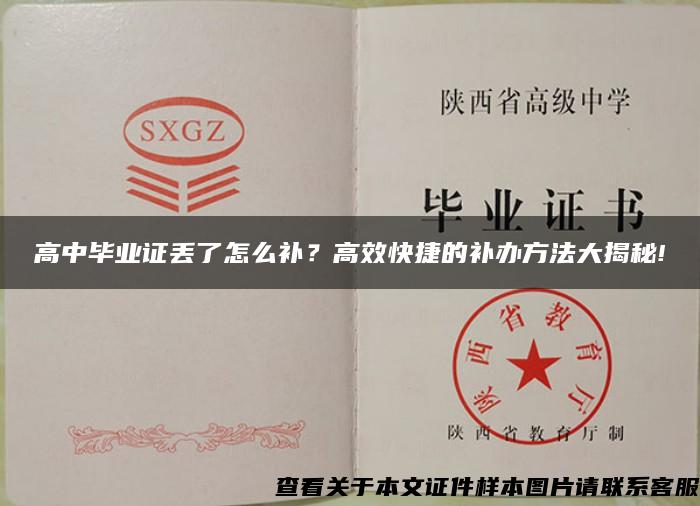 SXGZ
陕西省高级中学
毕业证书
高中毕业证丢了怎么补？高效快捷的补办方法大揭秘!
陕西省教育厅
陕西省教育厅制
查看关于本文证件样本图片请联系客服